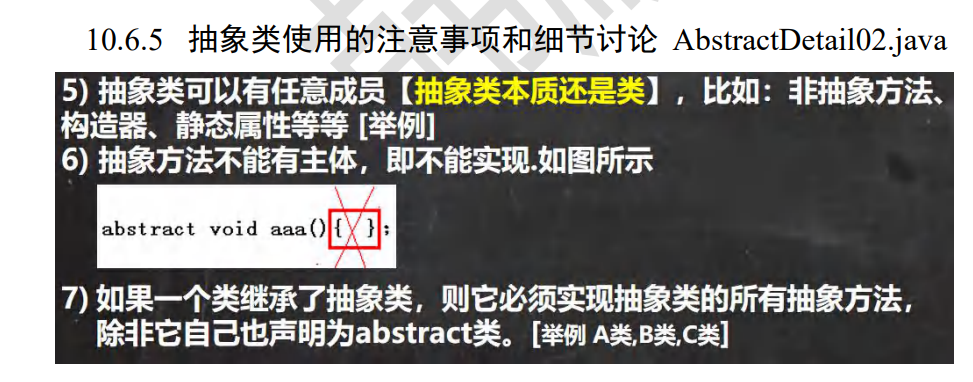 10.6.5 抽象类使用的注意事项和细节讨论 AbstractDetail02.java
5) 抽象类可以有任意成员【抽象类本质还是类】，比如：非抽象方法、
构造器、静态属性等等 [举例]
6) 抽象方法不能有主体，即不能实现.如图所示
abstract void aaa(){ };
7) 如果一个类继承了抽象类，则它必须实现抽象类的所有抽象方法，
除非它自己也声明为abstract类。[举例 A类,B类,C类]